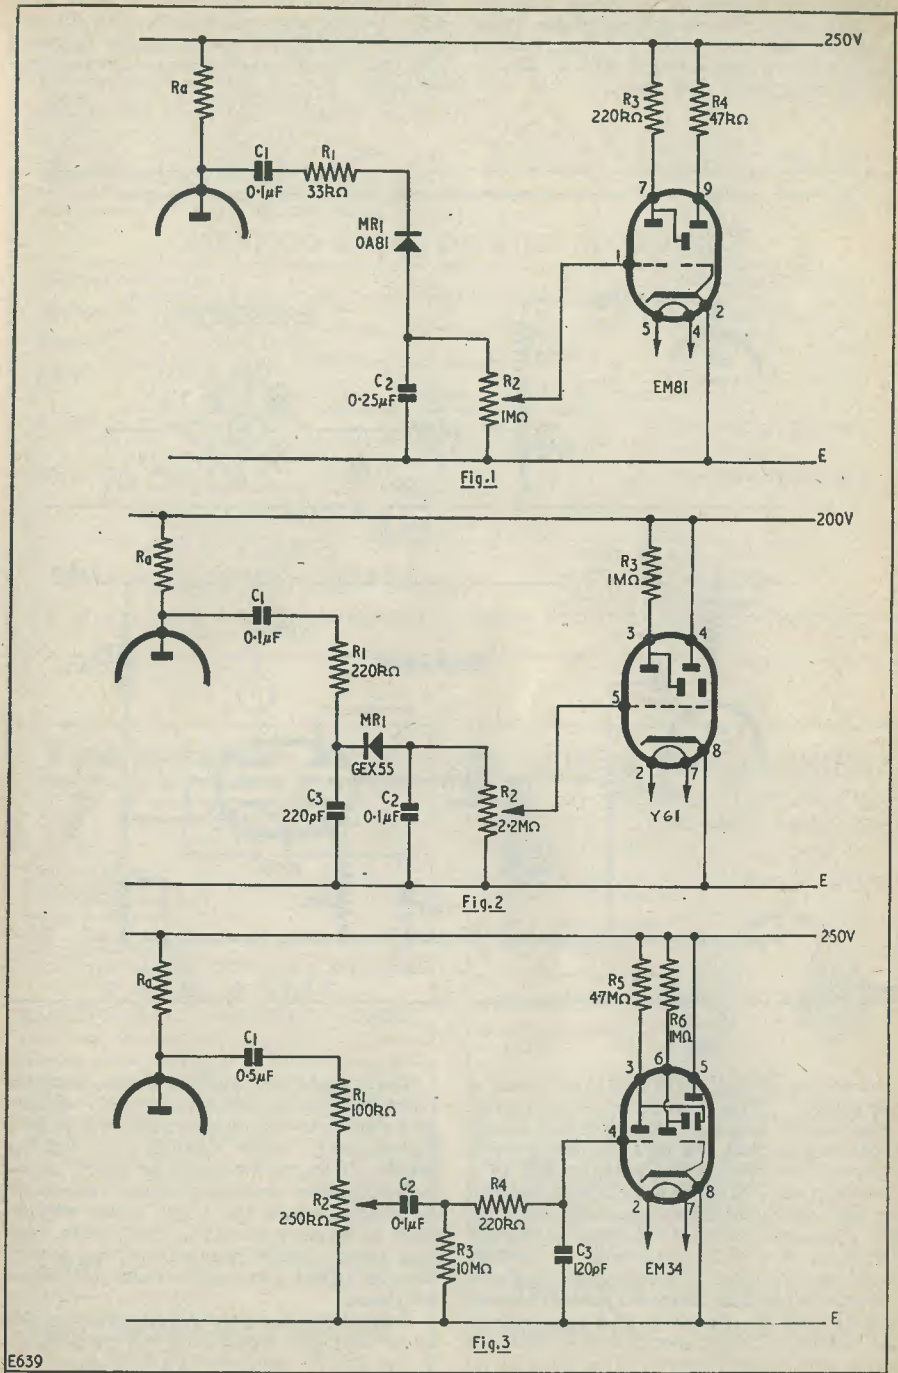 250V
Ra
C1
0·1µF
R1
33kΩ
MR1
OA81
R3
220kΩ
R4
47kΩ
7
9
1
2
5
4
EM81
C2
0·25µF
R2
1MΩ
E
Fig.1
200V
Ra
C1
0·1µF
R1
220kΩ
MR1
GEX55
C3
220pF
C2
0·1µF
R2
2·2MΩ
R3
1MΩ
3
4
5
8
2
7
Y61
E
Fig.2
250V
Ra
C1
0·5µF
R1
100kΩ
R2
250kΩ
C2
0·1µF
R4
220kΩ
R3
10MΩ
C3
120pF
R5
4·7MΩ
R6
1MΩ
3
6
5
4
8
2
7
EM34
E
Fig.3
E639